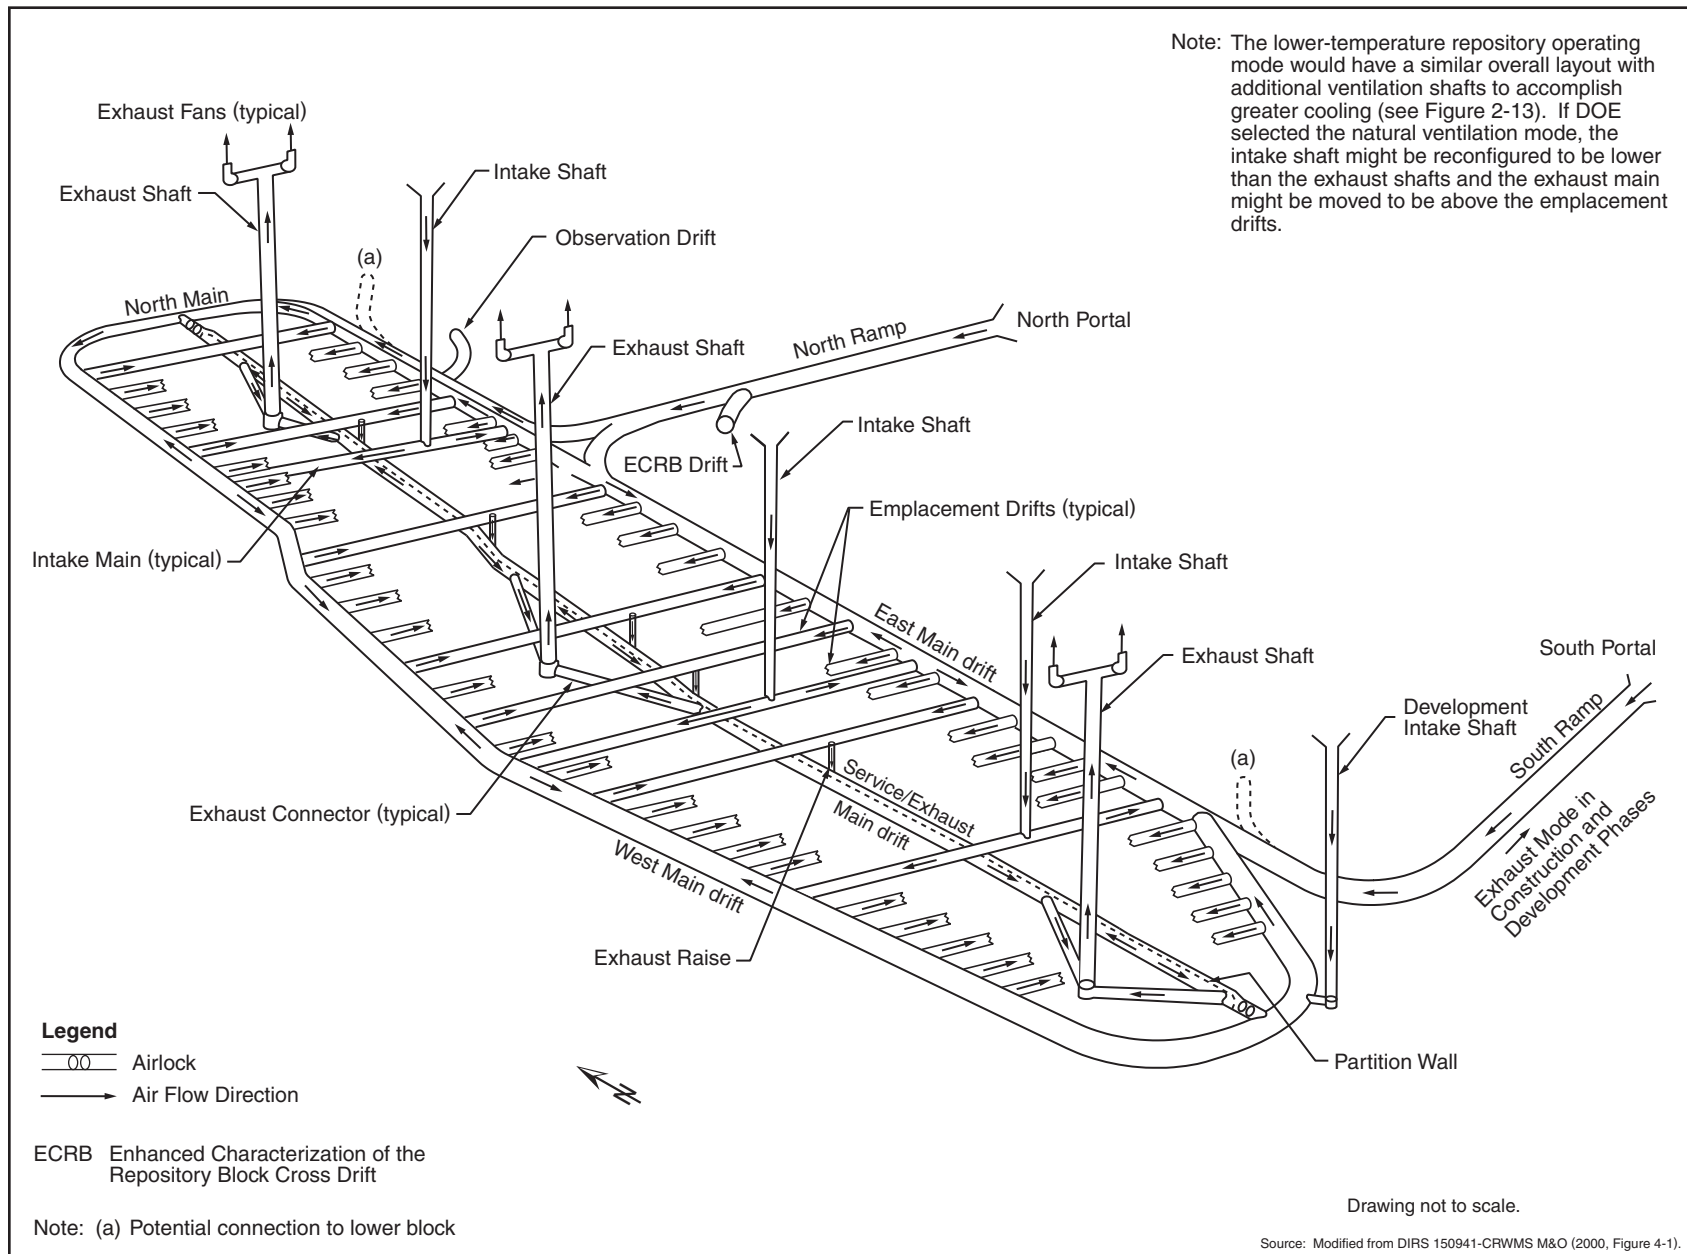 Note: The lower-temperature repository operating
mode would have a similar overall layout with
additional ventilation shafts to accomplish
greater cooling (see Figure 2-13). If DOE
selected the natural ventilation mode, the
intake shaft might be reconfigured to be lower
than the exhaust shafts and the exhaust main
might be moved to be above the emplacement
drifts.
Exhaust Fans (typical)
Exhaust Shaft
Intake Shaft
Observation Drift
(a)
North Main
North Ramp
North Portal
Exhaust Shaft
Intake Shaft
ECRB Drift
Emplacement Drifts (typical)
Intake Main (typical)
Intake Shaft
East Main drift
Exhaust Shaft
South Portal
Development
Intake Shaft
South Ramp
(a)
Exhaust Mode in
Construction and
Development Phases
Service/Exhaust
Main drift
Exhaust Connector (typical)
West Main drift
Exhaust Raise
Partition Wall
Legend
Airlock
Air Flow Direction
N
ECRB Enhanced Characterization of the
Repository Block Cross Drift
Note: (a) Potential connection to lower block
Drawing not to scale.
Source: Modified from DIRS 150941-CRWMS M&O (2000, Figure 4-1).